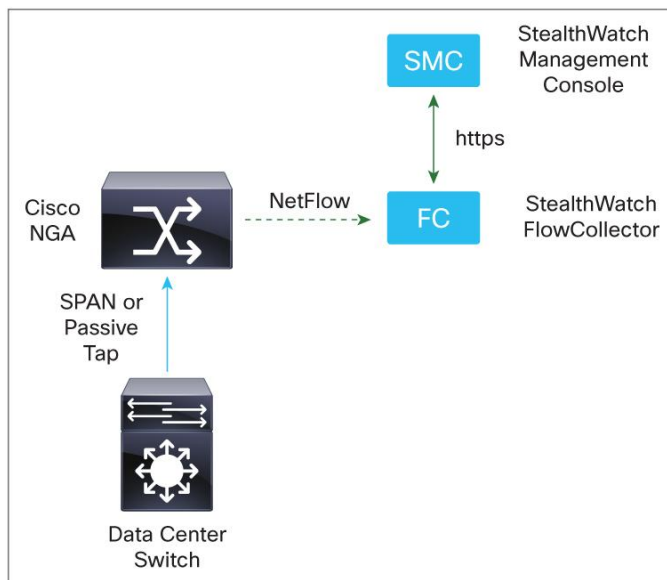 SMC
StealthWatch
Management
Console
https
Cisco
NGA
NetFlow
FC
StealthWatch
FlowCollector
SPAN or
Passive
Tap
Data Center
Switch